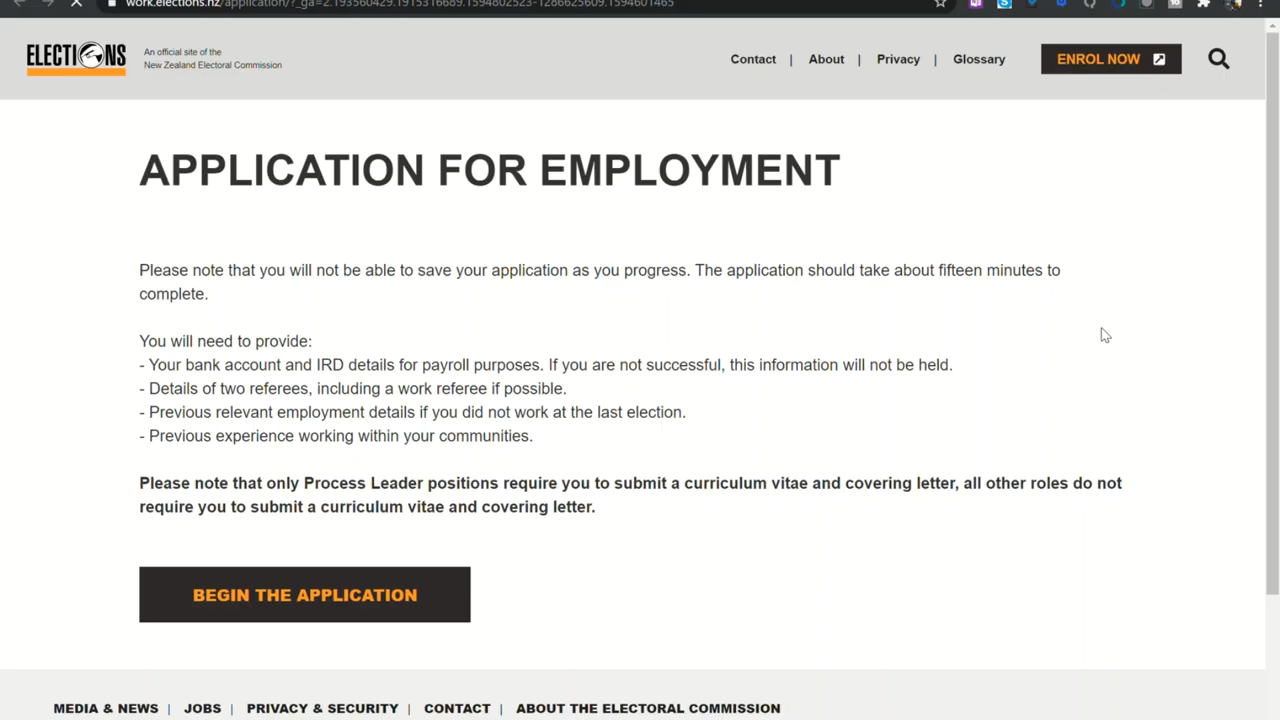 work.elections.nz/application/?_ga=2.193560429.1915316689.1594802523-1286625609.1594601465
ELECTIONS
An official site of the
New Zealand Electoral Commission
Contact | About | Privacy | Glossary
ENROL NOW
APPLICATION FOR EMPLOYMENT
Please note that you will not be able to save your application as you progress. The application should take about fifteen minutes to
complete.
You will need to provide:
- Your bank account and IRD details for payroll purposes. If you are not successful, this information will not be held.
- Details of two referees, including a work referee if possible.
- Previous relevant employment details if you did not work at the last election.
- Previous experience working within your communities.
Please note that only Process Leader positions require you to submit a curriculum vitae and covering letter, all other roles do not
require you to submit a curriculum vitae and covering letter.
BEGIN THE APPLICATION
MEDIA & NEWS | JOBS | PRIVACY & SECURITY | CONTACT | ABOUT THE ELECTORAL COMMISSION